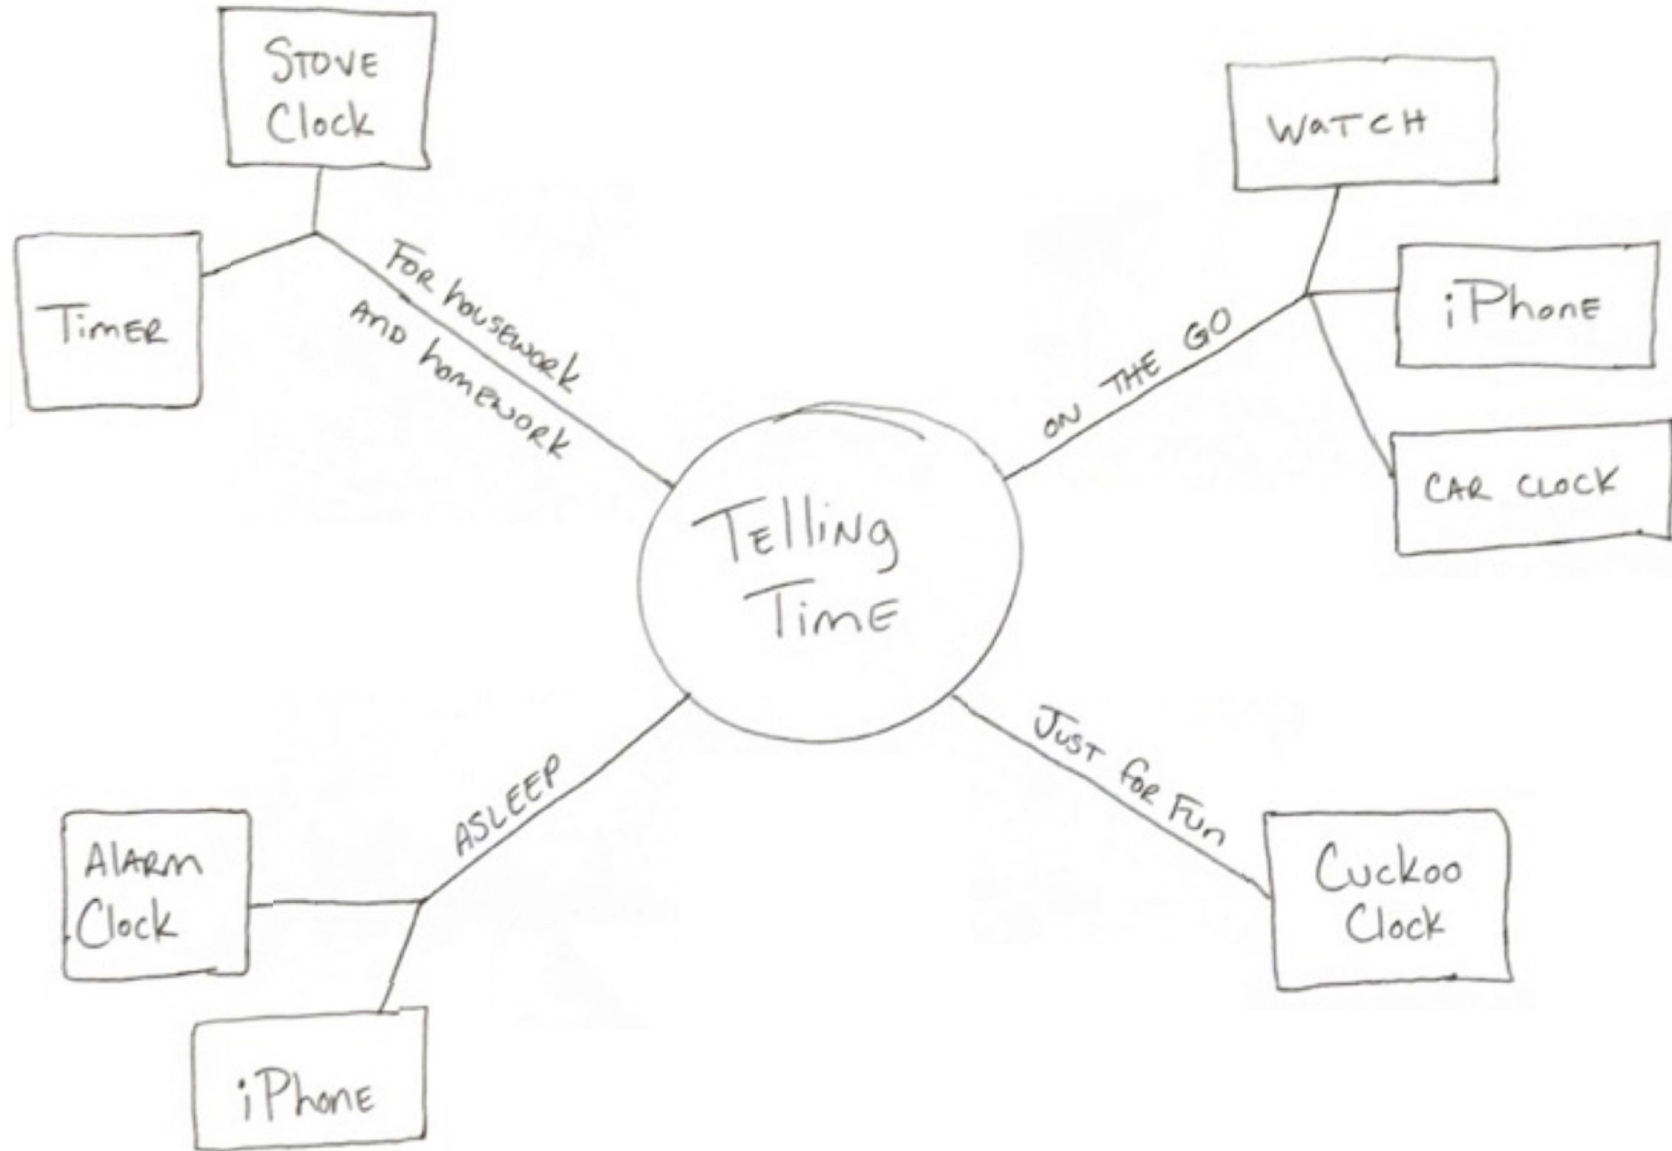 STOVE
Clock
TIMER
FOR housEWORK
AND homEWORK
WaTCH
iPhonE
CAR CLOCK
ON THE GO
TElliNg
TimE
ASLEEP
AlARm
Clock
iPhonE
JUST FOR Fun
Cuckoo
Clock